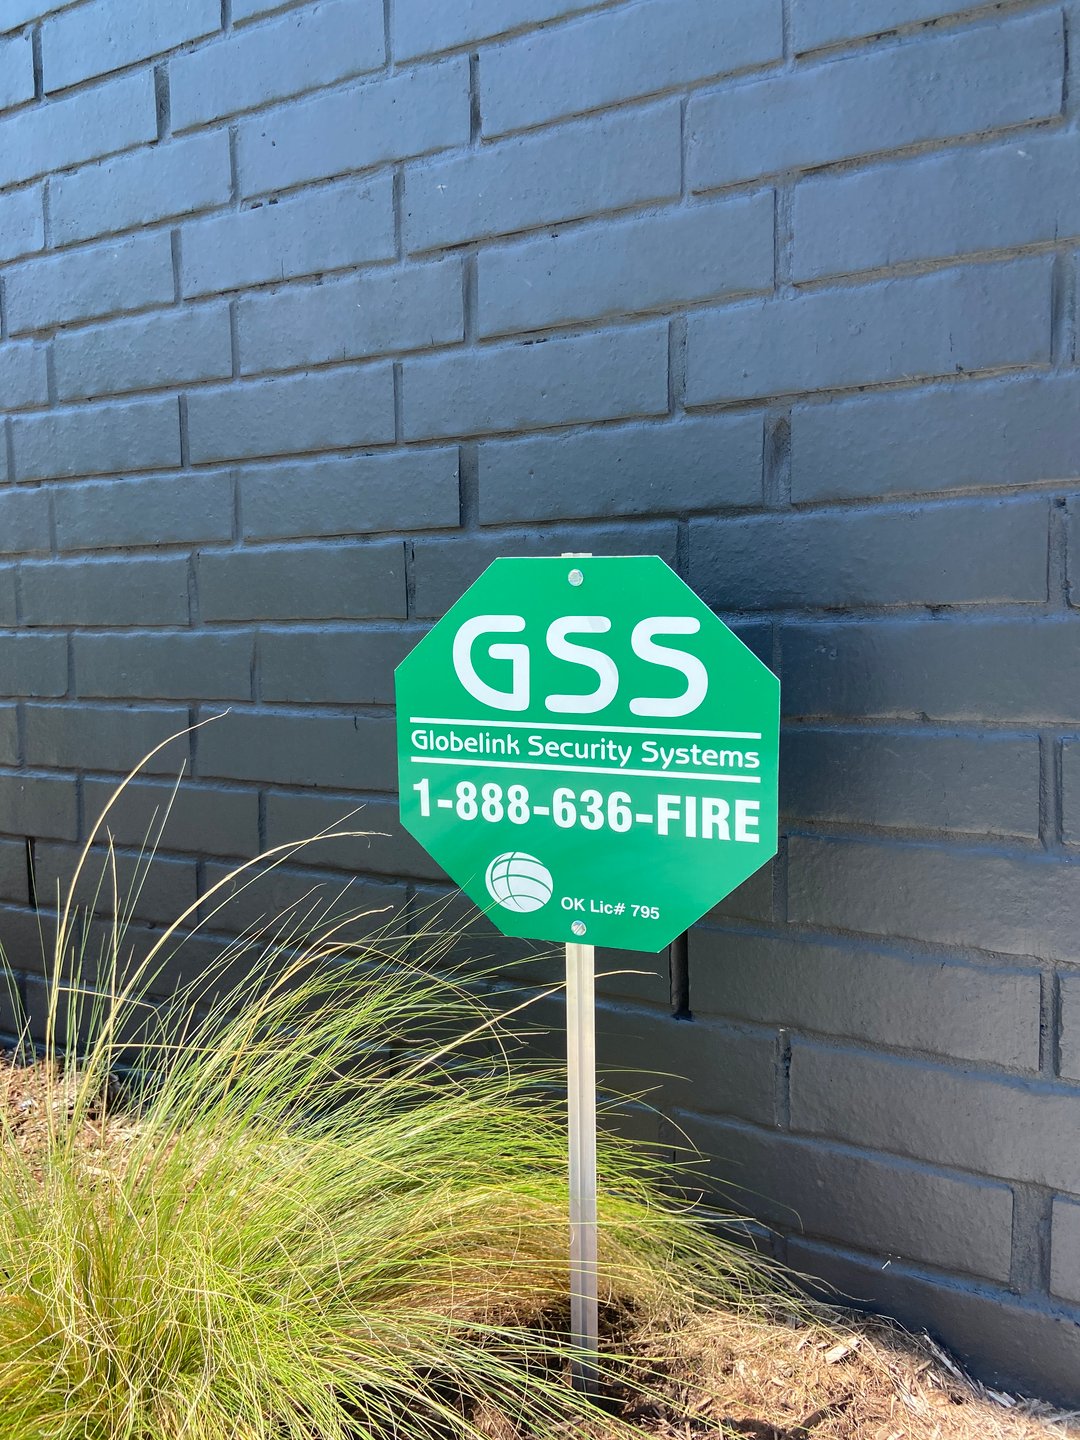 GSS
Globelink Security Systems
1-888-636-FIRE
OK Lic# 795